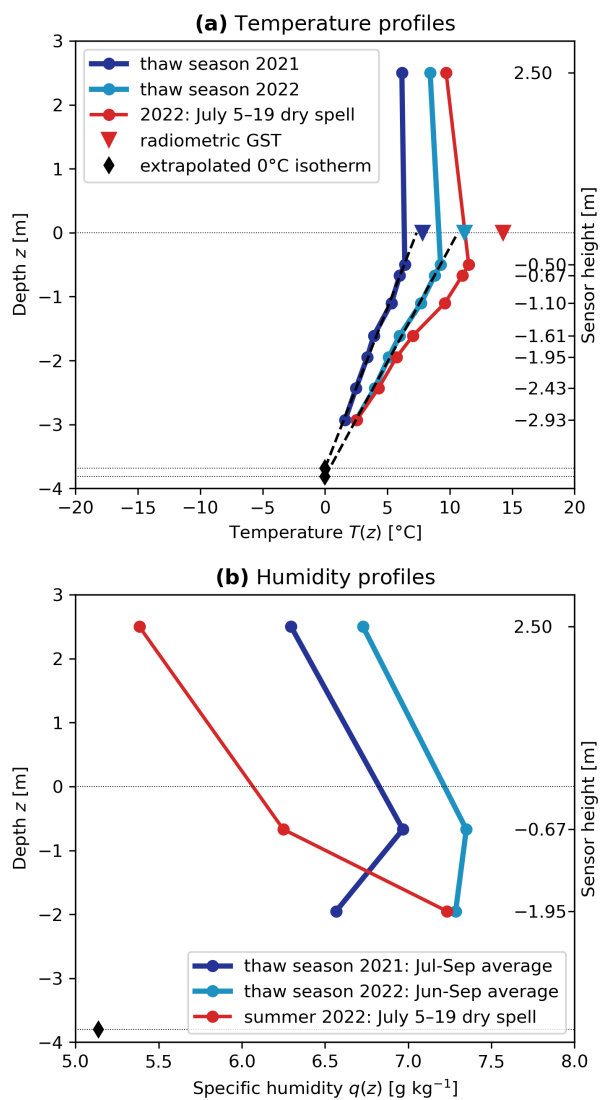 (a) Temperature profiles
thaw season 2021
thaw season 2022
2022: July 5–19 dry spell
radiometric GST
extrapolated 0°C isotherm
3
2
1
0
−1
−2
−3
−4
Depth z [m]
2.50
−0.50
−0.67
−1.10
−1.61
−1.95
−2.43
−2.93
Sensor height [m]
−20 −15 −10 −5 0 5 10 15 20
Temperature T(z) [°C]
(b) Humidity profiles
3
2
1
0
−1
−2
−3
−4
Depth z [m]
2.50
−0.67
−1.95
Sensor height [m]
thaw season 2021: Jul-Sep average
thaw season 2022: Jun-Sep average
summer 2022: July 5–19 dry spell
5.0 5.5 6.0 6.5 7.0 7.5 8.0
Specific humidity q(z) [g kg⁻¹]